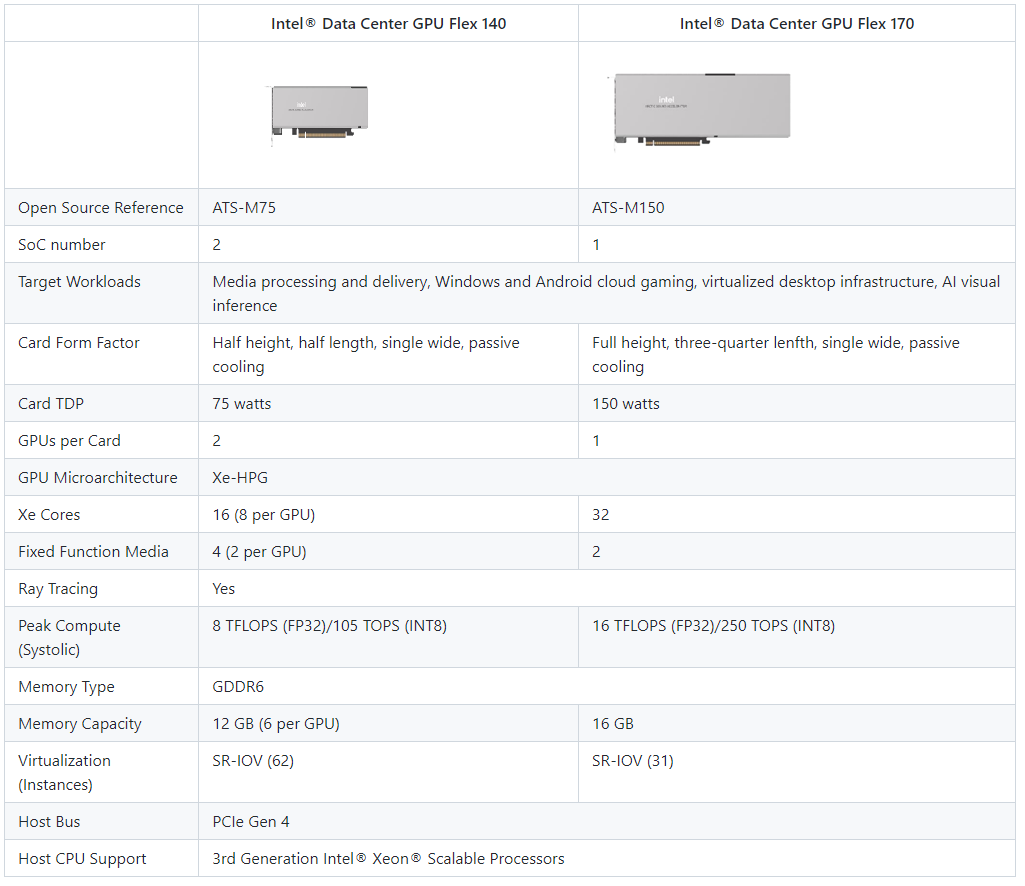 Intel® Data Center GPU Flex 140
Intel® Data Center GPU Flex 170
intel
Open Source Reference
ATS-M75
ATS-M150
SoC number
2
1
Target Workloads
Media processing and delivery, Windows and Android cloud gaming, virtualized desktop infrastructure, AI visual
inference
Card Form Factor
Half height, half length, single wide, passive
cooling
Full height, three-quarter lenfth, single wide, passive
cooling
Card TDP
75 watts
150 watts
GPUs per Card
2
1
GPU Microarchitecture
Xe-HPG
Xe Cores
16 (8 per GPU)
32
Fixed Function Media
4 (2 per GPU)
2
Ray Tracing
Yes
Peak Compute
(Systolic)
8 TFLOPS (FP32)/105 TOPS (INT8)
16 TFLOPS (FP32)/250 TOPS (INT8)
Memory Type
GDDR6
Memory Capacity
12 GB (6 per GPU)
16 GB
Virtualization
(Instances)
SR-IOV (62)
SR-IOV (31)
Host Bus
PCIe Gen 4
Host CPU Support
3rd Generation Intel® Xeon® Scalable Processors